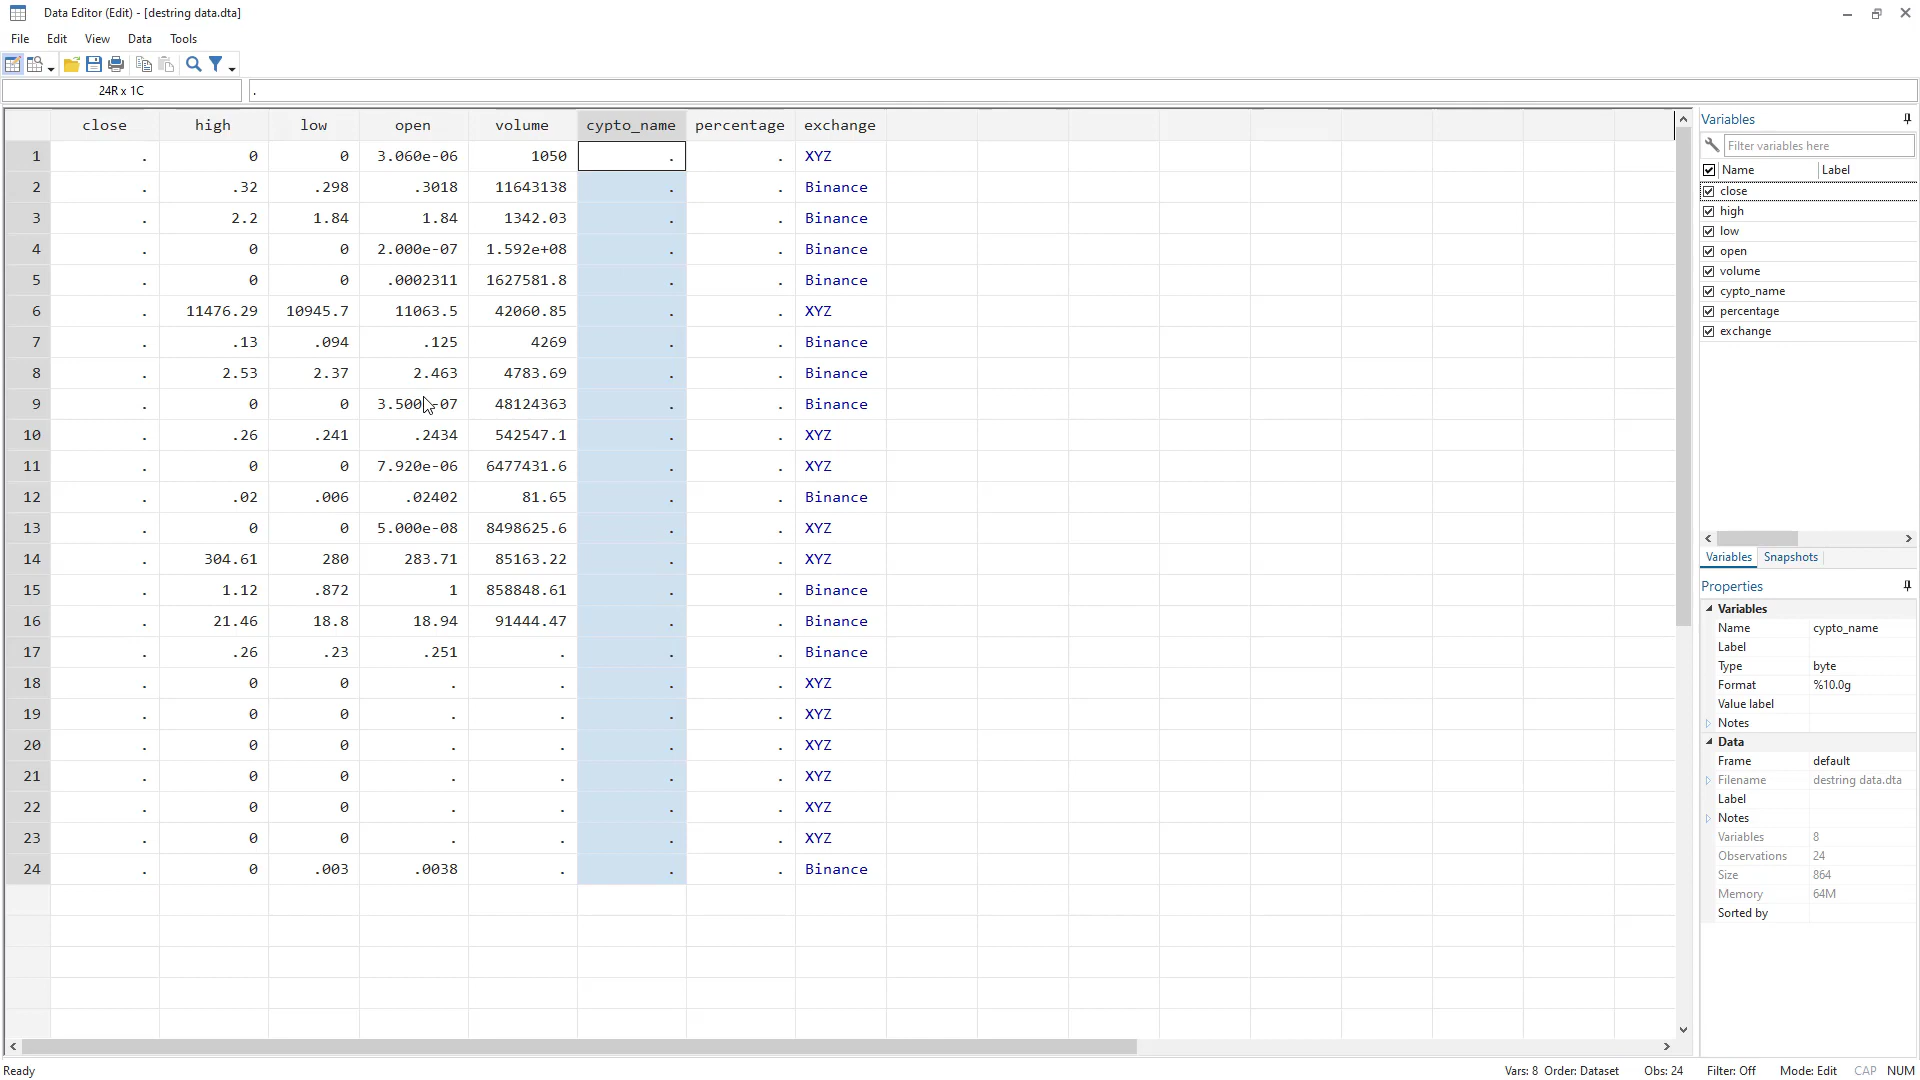 Data Editor (Edit) - [destring data.dta]
File Edit View Data Tools
24R x 1C .
close high low open volume cypto_name percentage exchange
1 . 0 0 3.060e-06 1050 . . XYZ
2 . .32 .298 .3018 11643138 . . Binance
3 . 2.2 1.84 1.84 1342.03 . . Binance
4 . 0 0 2.000e-07 1.592e+08 . . Binance
5 . 0 0 .0002311 1627581.8 . . Binance
6 . 11476.29 10945.7 11063.5 42060.85 . . XYZ
7 . .13 .094 .125 4269 . . Binance
8 . 2.53 2.37 2.463 4783.69 . . Binance
9 . 0 0 3.500e-07 48124363 . . Binance
10 . .26 .241 .2434 542547.1 . . XYZ
11 . 0 0 7.920e-06 6477431.6 . . XYZ
12 . .02 .006 .02402 81.65 . . Binance
13 . 0 0 5.000e-08 8498625.6 . . XYZ
14 . 304.61 280 283.71 85163.22 . . XYZ
15 . 1.12 .872 1 858848.61 . . Binance
16 . 21.46 18.8 18.94 91444.47 . . Binance
17 . .26 .23 .251 . . . Binance
18 . 0 0 . . . . XYZ
19 . 0 0 . . . . XYZ
20 . 0 0 . . . . XYZ
21 . 0 0 . . . . XYZ
22 . 0 0 . . . . XYZ
23 . 0 0 . . . . XYZ
24 . 0 .003 .0038 . . . Binance
Variables
Filter variables here
Name Label
close
high
low
open
volume
cypto_name
percentage
exchange
Variables Snapshots
Properties
Variables
Name cypto_name
Label
Type byte
Format %10.0g
Value label
Notes
Data
Frame default
Filename destring data.dta
Label
Notes
Variables 8
Observations 24
Size 864
Memory 64M
Sorted by
Ready Vars: 8 Order: Dataset Obs: 24 Filter: Off Mode: Edit CAP NUM